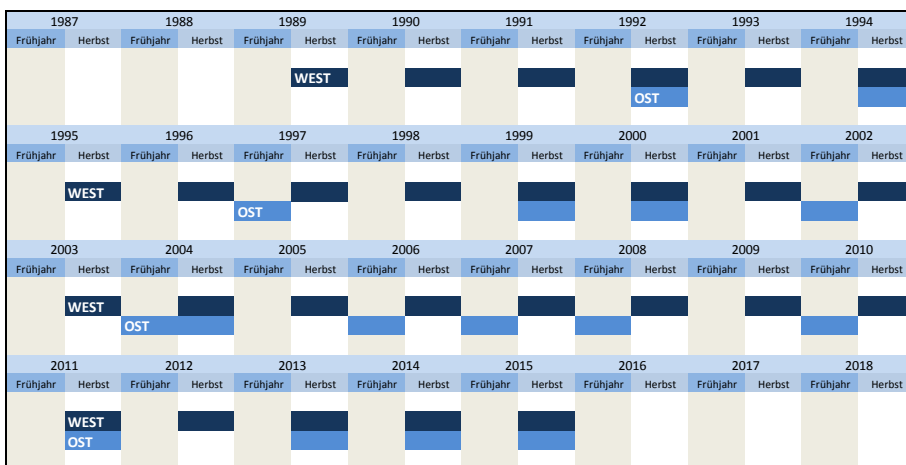 1987 1988 1989 1990 1991 1992 1993 1994
Frühjahr Herbst Frühjahr Herbst Frühjahr Herbst Frühjahr Herbst Frühjahr Herbst Frühjahr Herbst Frühjahr Herbst Frühjahr Herbst
WEST
OST
1995 1996 1997 1998 1999 2000 2001 2002
Frühjahr Herbst Frühjahr Herbst Frühjahr Herbst Frühjahr Herbst Frühjahr Herbst Frühjahr Herbst Frühjahr Herbst Frühjahr Herbst
WEST
OST
2003 2004 2005 2006 2007 2008 2009 2010
Frühjahr Herbst Frühjahr Herbst Frühjahr Herbst Frühjahr Herbst Frühjahr Herbst Frühjahr Herbst Frühjahr Herbst Frühjahr Herbst
WEST
OST
2011 2012 2013 2014 2015 2016 2017 2018
Frühjahr Herbst Frühjahr Herbst Frühjahr Herbst Frühjahr Herbst Frühjahr Herbst Frühjahr Herbst Frühjahr Herbst Frühjahr Herbst
WEST
OST